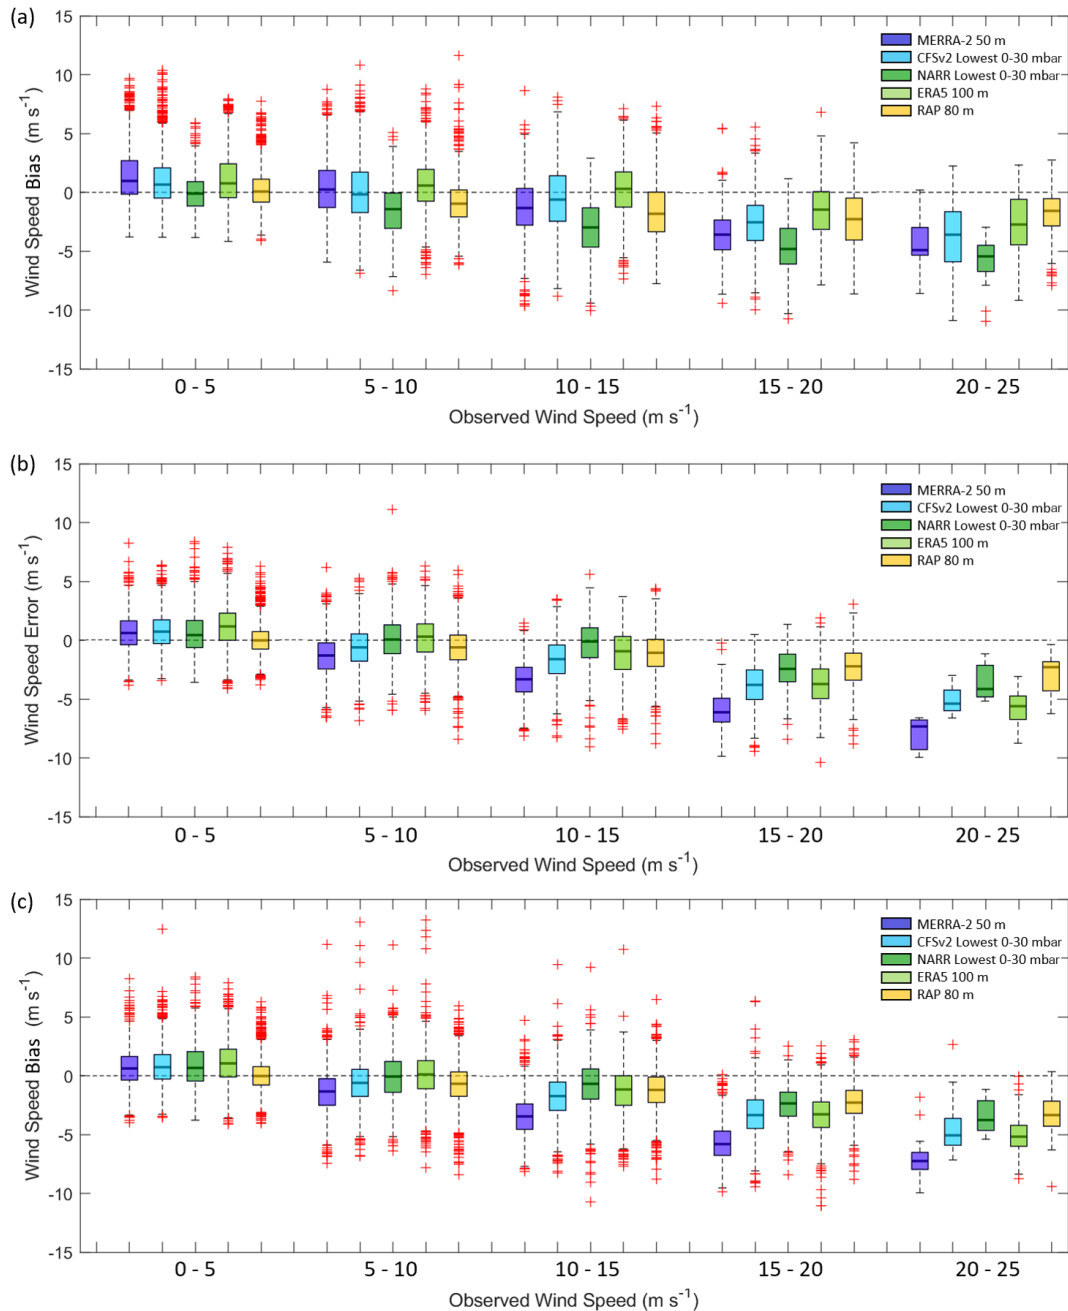 (a)
15
10
5
0
-5
-10
-15
Wind Speed Bias (m s-1)
MERRA-2 50 m
CFSv2 Lowest 0-30 mbar
NARR Lowest 0-30 mbar
ERA5 100 m
RAP 80 m
0 - 5 5 - 10 10 - 15 15 - 20 20 - 25
Observed Wind Speed (m s-1)
(b)
15
10
5
0
-5
-10
-15
Wind Speed Error (m s-1)
MERRA-2 50 m
CFSv2 Lowest 0-30 mbar
NARR Lowest 0-30 mbar
ERA5 100 m
RAP 80 m
0 - 5 5 - 10 10 - 15 15 - 20 20 - 25
Observed Wind Speed (m s-1)
(c)
15
10
5
0
-5
-10
-15
Wind Speed Bias (m s-1)
MERRA-2 50 m
CFSv2 Lowest 0-30 mbar
NARR Lowest 0-30 mbar
ERA5 100 m
RAP 80 m
0 - 5 5 - 10 10 - 15 15 - 20 20 - 25
Observed Wind Speed (m s-1)